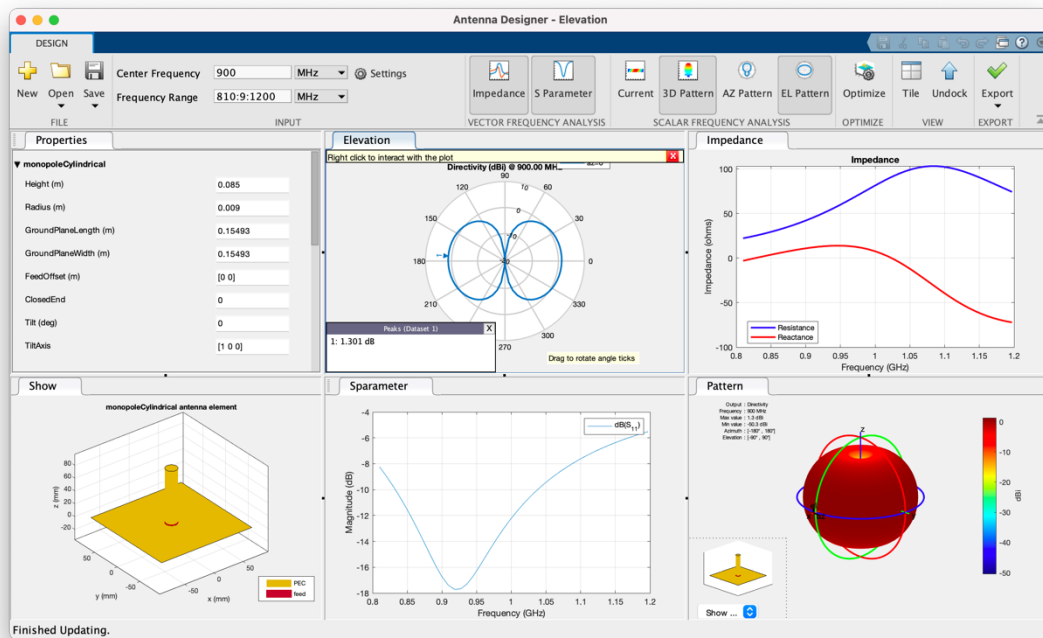 Antenna Designer - Elevation
DESIGN
New
Open
Save
FILE
Center Frequency 900 MHz Settings
Frequency Range 810:9:1200 MHz
INPUT
Impedance
S Parameter
VECTOR FREQUENCY ANALYSIS
Current
3D Pattern
AZ Pattern
EL Pattern
SCALAR FREQUENCY ANALYSIS
Optimize
OPTIMIZE
Tile
Undock
VIEW
Export
EXPORT
Properties
monopoleCylindrical
Height (m) 0.085
Radius (m) 0.009
GroundPlaneLength (m) 0.15493
GroundPlaneWidth (m) 0.15493
FeedOffset (m) [0 0]
ClosedEnd 0
Tilt (deg) 0
TiltAxis [1 0 0]
Elevation
Right click to interact with the plot
Directivity (dBi) @ 900.00 MHz
90
120 60
10
150 30
0
-10
180 0
210 330
300
270
Peaks (Dataset 1) X
1: 1.301 dB
Drag to rotate angle ticks
Impedance
Impedance
Impedance (ohms)
100
50
0
-50
-100
Resistance
Reactance
0.8 0.85 0.9 0.95 1 1.05 1.1 1.15 1.2
Frequency (GHz)
Show
monopoleCylindrical antenna element
z (mm)
80
60
40
20
0
-20
50
0
-50
y (mm)
50
0
-50
x (mm)
PEC
feed
Sparameter
Magnitude (dB)
-4
-6
-8
-10
-12
-14
-16
-18
dB(S11)
0.8 0.85 0.9 0.95 1 1.05 1.1 1.15 1.2
Frequency (GHz)
Pattern
Output : Directivity
Frequency : 900 MHz
Max value : 1.3 dBi
Min value : -50.3 dBi
Azimuth : [-180°, 180°]
Elevation : [-90°, 90°]
z
0
-10
-20
-30
-40
-50
dBi
Show ...
Finished Updating.